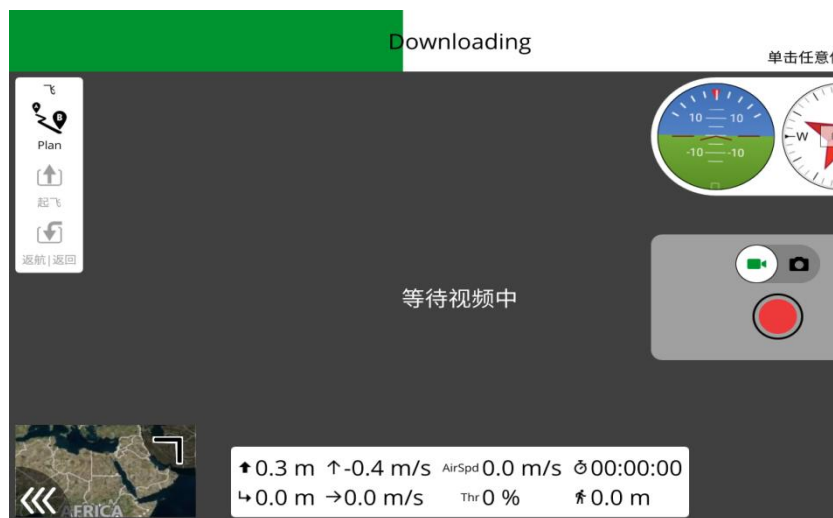 Downloading
单击任意
飞
B
Plan
起飞
返航|返回
10 10
-10 -10
W
等待视频中
AFRICA
0.3 m -0.4 m/s AirSpd 0.0 m/s 00:00:00
0.0 m 0.0 m/s Thr 0 % 0.0 m